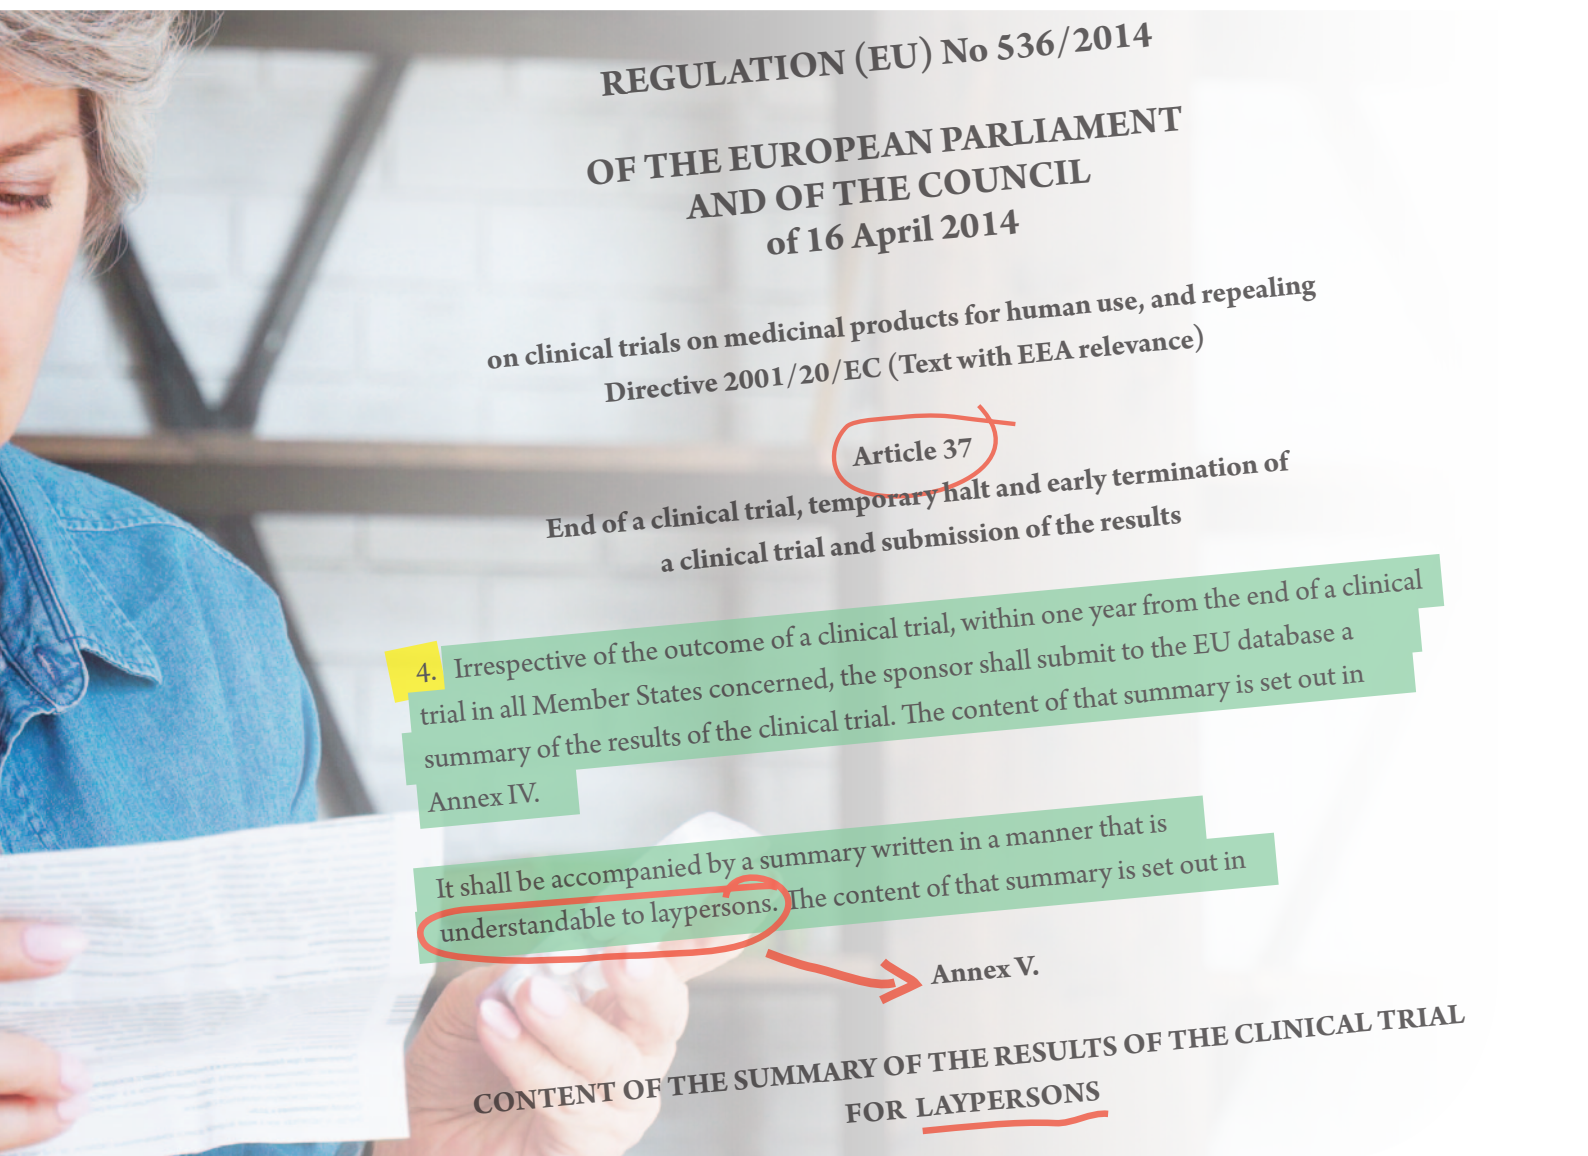 REGULATION (EU) No 536/2014
OF THE EUROPEAN PARLIAMENT
AND OF THE COUNCIL
of 16 April 2014
on clinical trials on medicinal products for human use, and repealing
Directive 2001/20/EC (Text with EEA relevance)
Article 37
End of a clinical trial, temporary halt and early termination of
a clinical trial and submission of the results
4. Irrespective of the outcome of a clinical trial, within one year from the end of a clinical
trial in all Member States concerned, the sponsor shall submit to the EU database a
summary of the results of the clinical trial. The content of that summary is set out in
Annex IV.
It shall be accompanied by a summary written in a manner that is
understandable to laypersons. The content of that summary is set out in
Annex V.
CONTENT OF THE SUMMARY OF THE RESULTS OF THE CLINICAL TRIAL
FOR LAYPERSONS